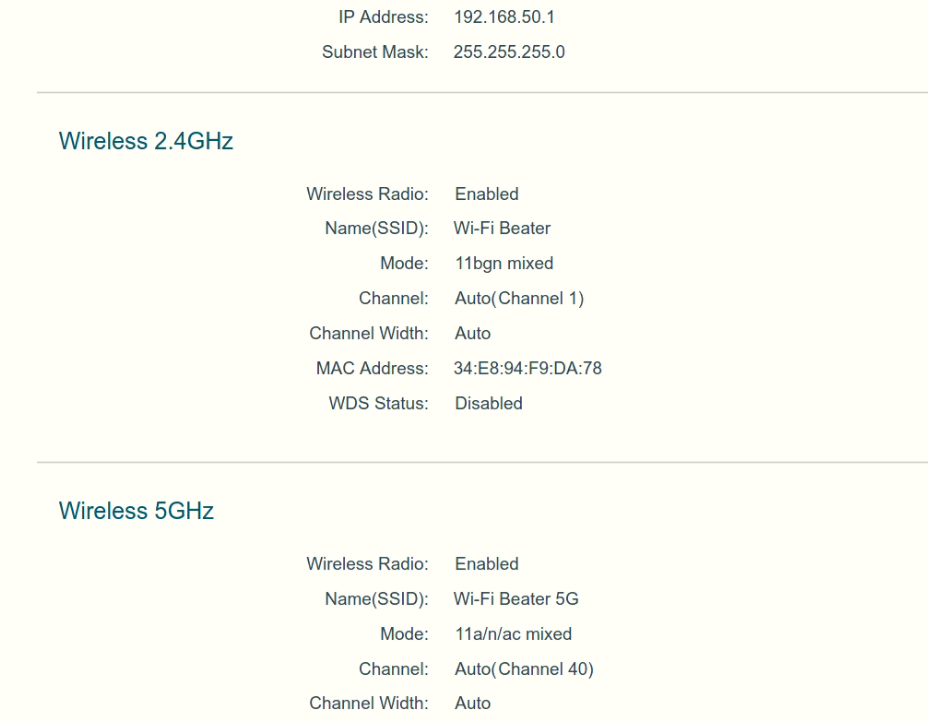 IP Address: 192.168.50.1
Subnet Mask: 255.255.255.0
Wireless 2.4GHz
Wireless Radio: Enabled
Name(SSID): Wi-Fi Beater
Mode: 11bgn mixed
Channel: Auto(Channel 1)
Channel Width: Auto
MAC Address: 34:E8:94:F9:DA:78
WDS Status: Disabled
Wireless 5GHz
Wireless Radio: Enabled
Name(SSID): Wi-Fi Beater 5G
Mode: 11a/n/ac mixed
Channel: Auto(Channel 40)
Channel Width: Auto